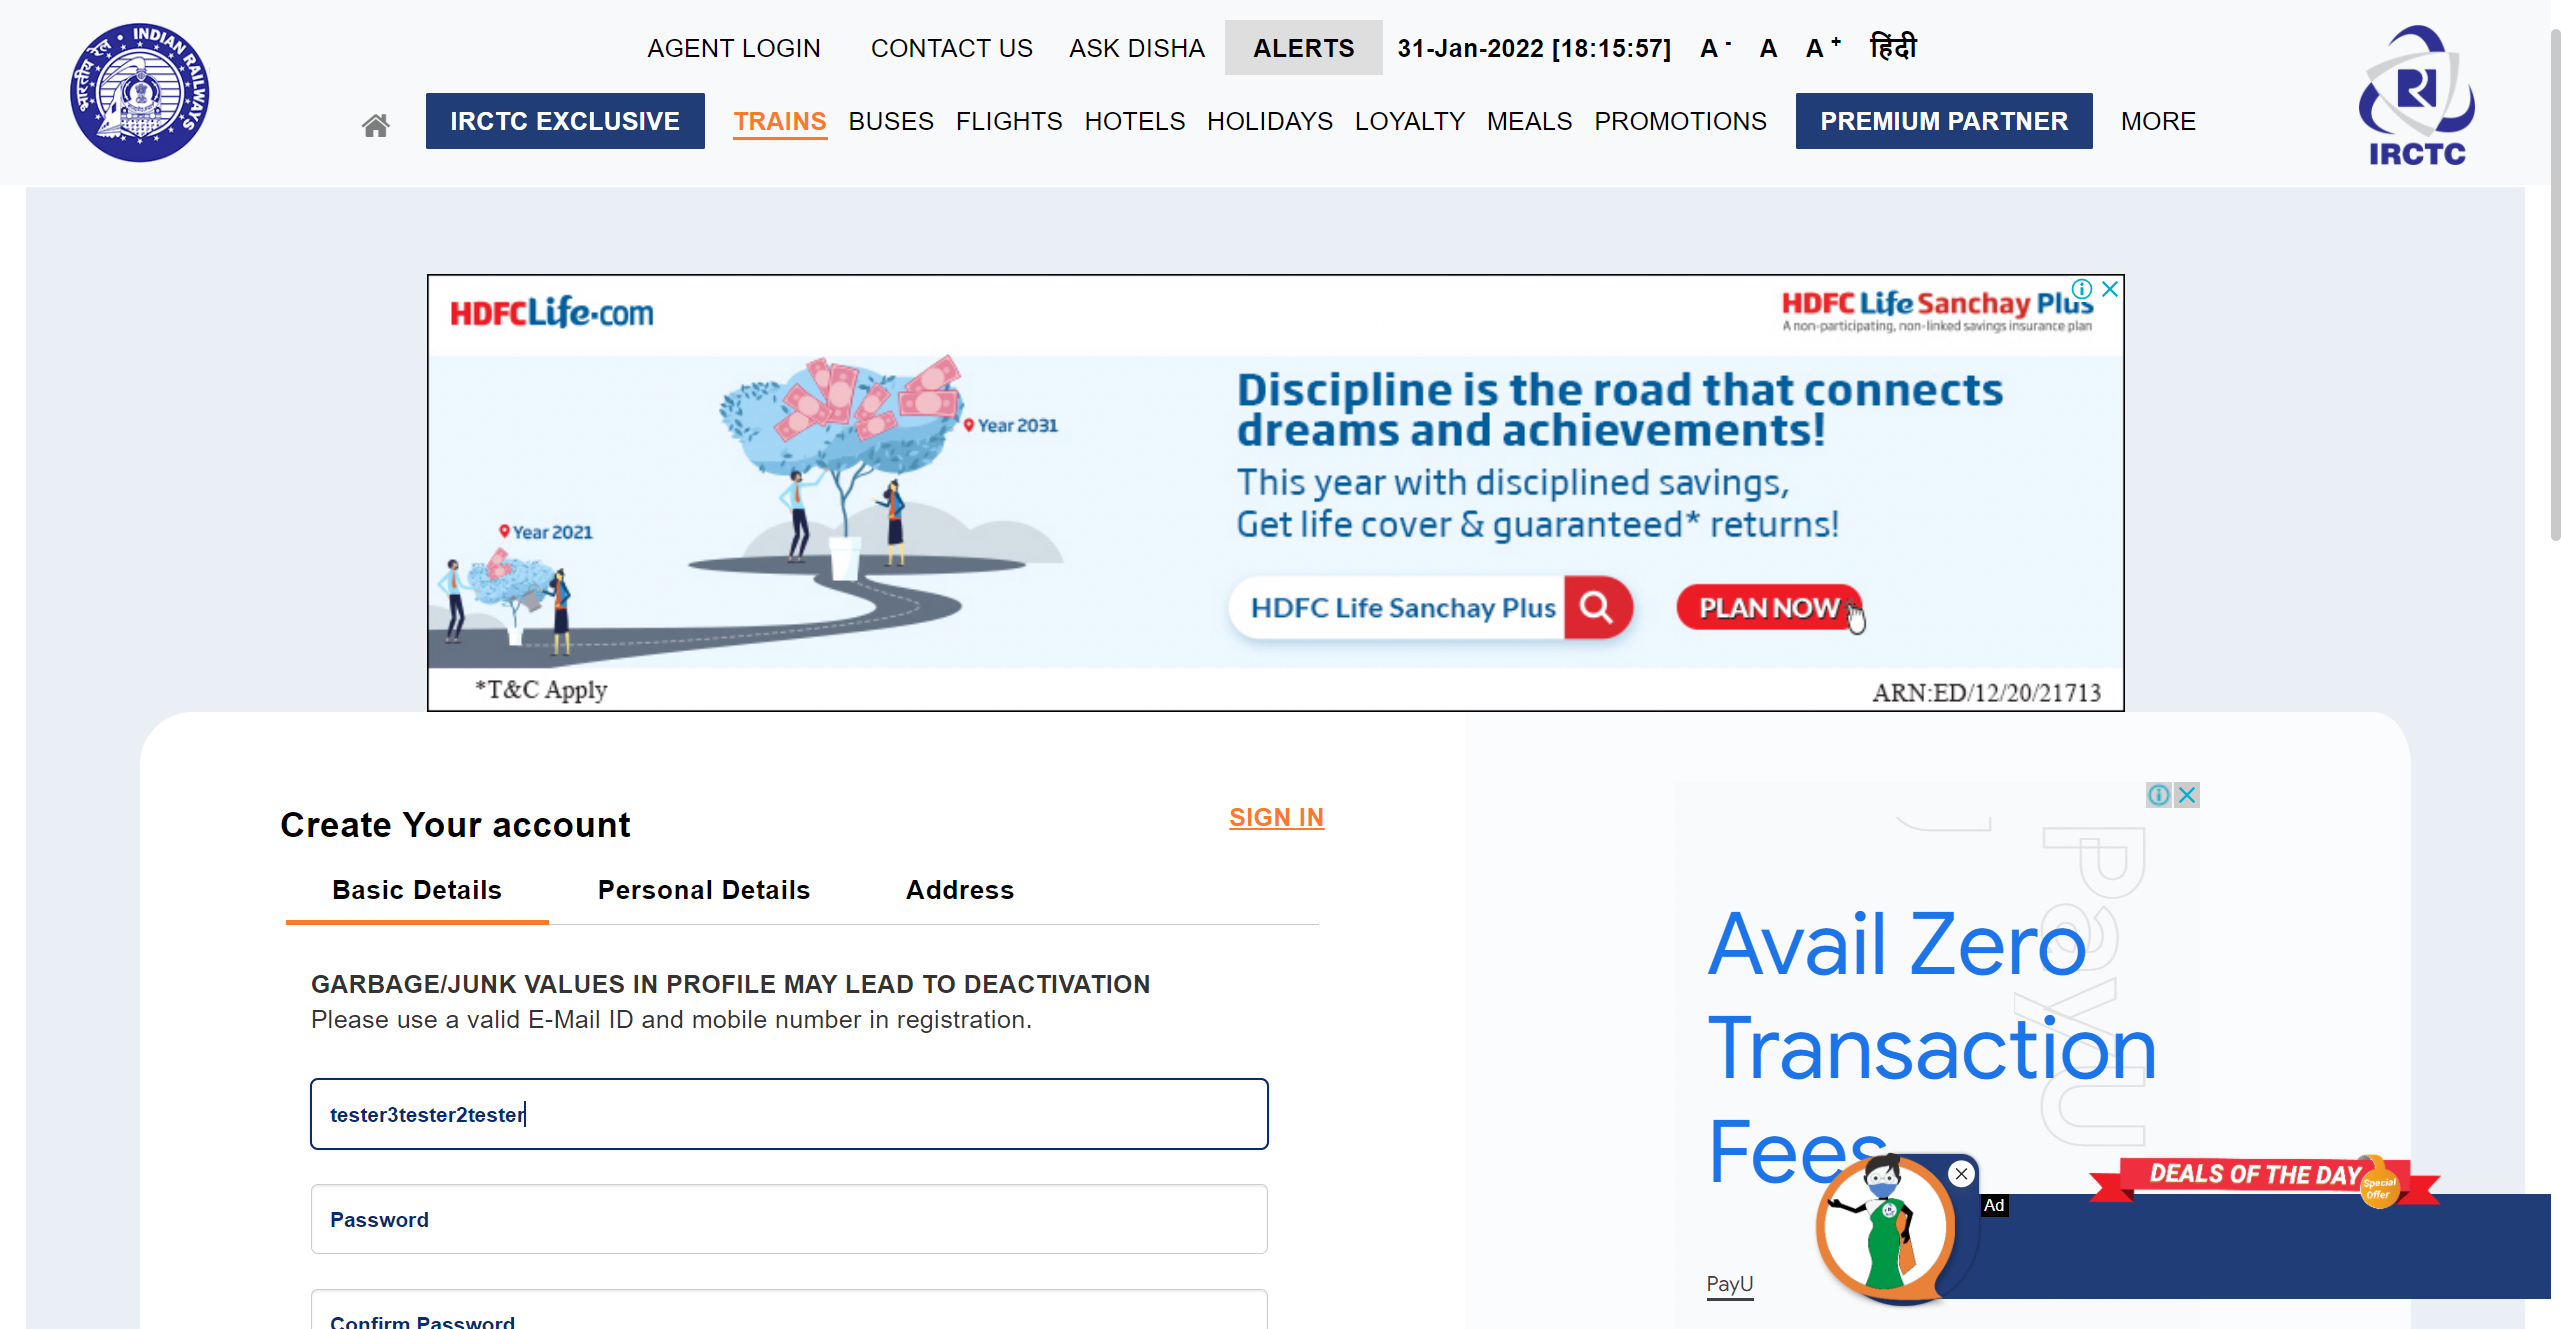 AGENT LOGIN CONTACT US ASK DISHA ALERTS 31-Jan-2022 [18:15:57] A - A A + हिंदी
भारतीय रेल • INDIAN RAILWAYS
IRCTC EXCLUSIVE TRAINS BUSES FLIGHTS HOTELS HOLIDAYS LOYALTY MEALS PROMOTIONS PREMIUM PARTNER MORE
IRCTC
HDFCLife.com
HDFC Life Sanchay Plus
A non-participating, non-linked savings insurance plan
Discipline is the road that connects
dreams and achievements!
Year 2031
This year with disciplined savings,
Get life cover & guaranteed* returns!
Year 2021
HDFC Life Sanchay Plus
PLAN NOW
*T&C Apply
ARN:ED/12/20/21713
Create Your account
SIGN IN
Basic Details Personal Details Address
GARBAGE/JUNK VALUES IN PROFILE MAY LEAD TO DEACTIVATION
Please use a valid E-Mail ID and mobile number in registration.
tester3tester2tester
Password
Confirm Password
PayU
Avail Zero
Transaction
Fees
PayU
DEALS OF THE DAY
Special
Offer
Ad